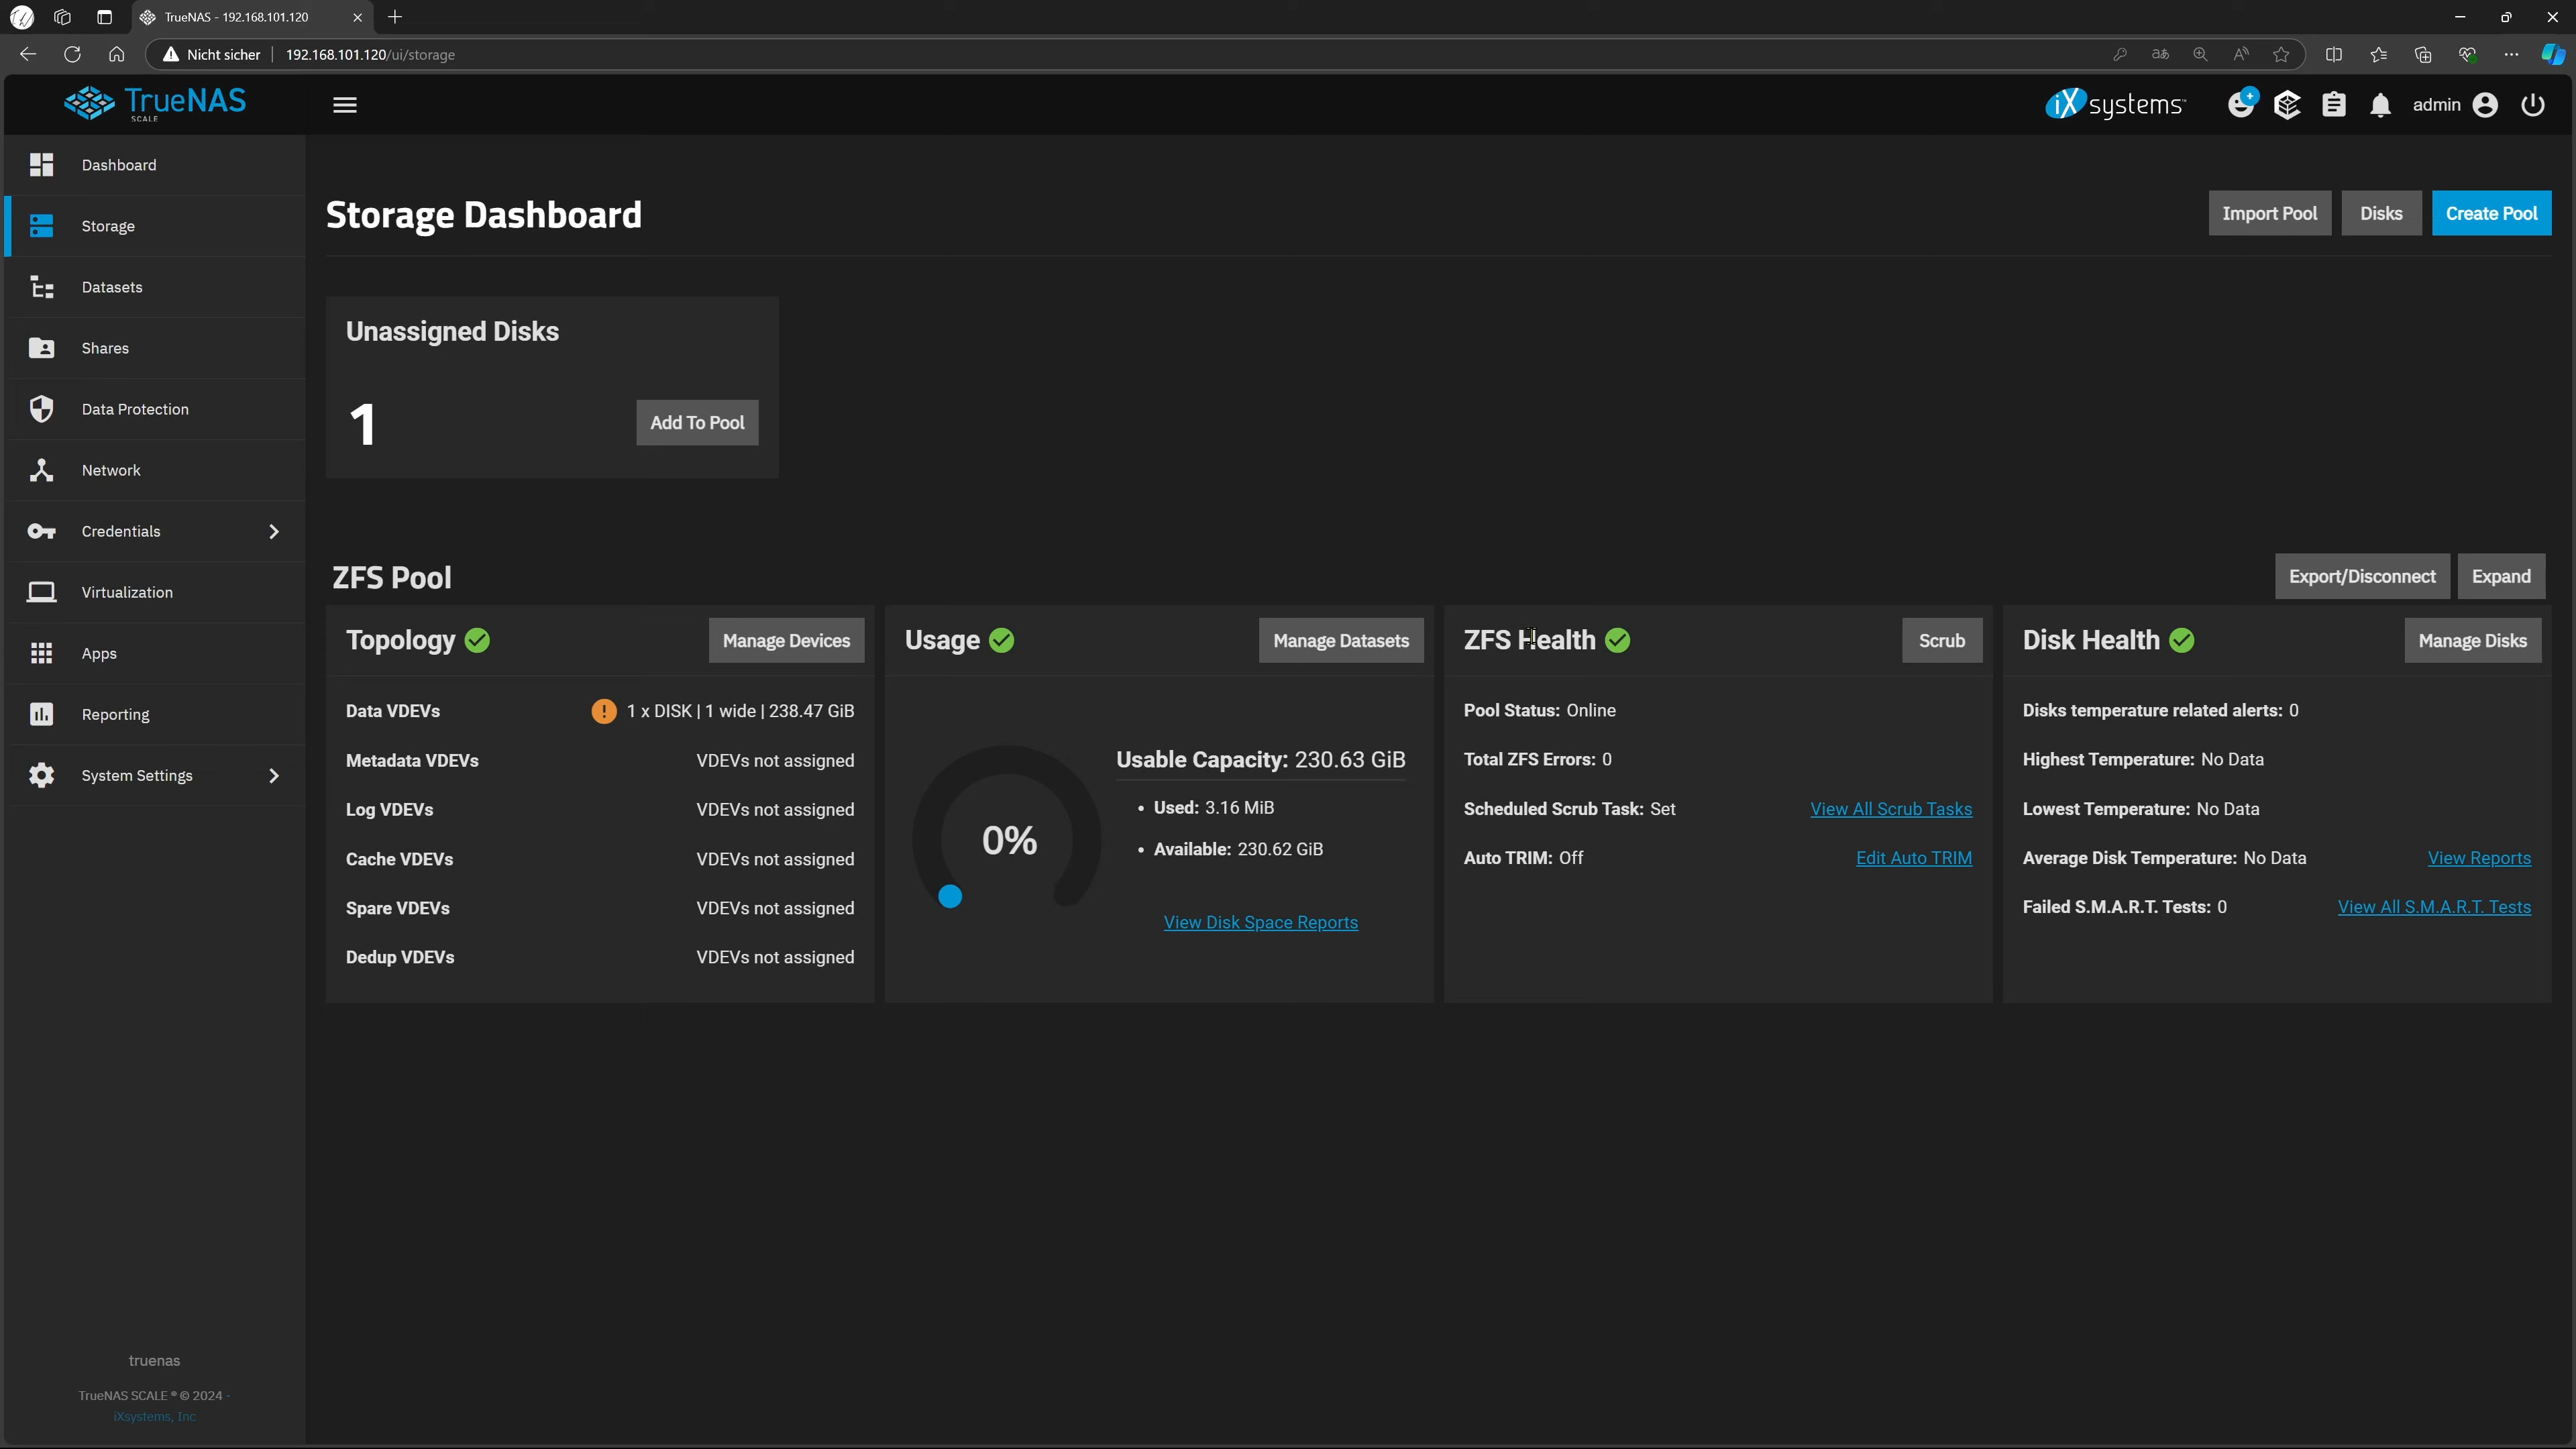 TrueNAS - 192.168.101.120
Nicht sicher 192.168.101.120/ui/storage
TrueNAS
SCALE
iXsystems™
admin
Dashboard
Storage
Datasets
Shares
Data Protection
Network
Credentials
Virtualization
Apps
Reporting
System Settings
truenas
TrueNAS SCALE ® © 2024 -
iXsystems, Inc
Storage Dashboard
Import Pool
Disks
Create Pool
Unassigned Disks
1
Add To Pool
ZFS Pool
Export/Disconnect
Expand
Topology
Manage Devices
Data VDEVs 1 x DISK | 1 wide | 238.47 GiB
Metadata VDEVs VDEVs not assigned
Log VDEVs VDEVs not assigned
Cache VDEVs VDEVs not assigned
Spare VDEVs VDEVs not assigned
Dedup VDEVs VDEVs not assigned
Usage
Manage Datasets
0%
Usable Capacity: 230.63 GiB
• Used: 3.16 MiB
• Available: 230.62 GiB
View Disk Space Reports
ZFS Health
Scrub
Pool Status: Online
Total ZFS Errors: 0
Scheduled Scrub Task: Set View All Scrub Tasks
Auto TRIM: Off Edit Auto TRIM
Disk Health
Manage Disks
Disks temperature related alerts: 0
Highest Temperature: No Data
Lowest Temperature: No Data
Average Disk Temperature: No Data View Reports
Failed S.M.A.R.T. Tests: 0 View All S.M.A.R.T. Tests